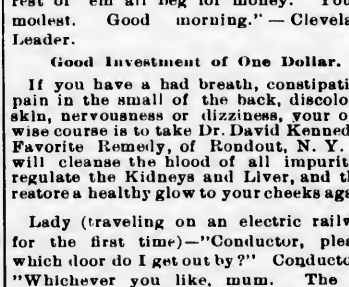 rest of 'em all beg for money. You
modest. Good morning." — Clevela
Leader.
Good Investment of One Dollar.
If you have a bad breath, constipati
pain in the small of the back, discolo
skin, nervousness or dizziness, your o
wise course is to take Dr. David Kenned
Favorite Remedy, of Rondout, N. Y.
will cleanse the blood of all impurit
regulate the Kidneys and Liver, and th
restore a healthy glow to your cheeks aga
Lady (traveling on an electric railw
for the first time)—"Conductor, plea
which door do I get out by?" Conducto
"Whichever you like, mum. The